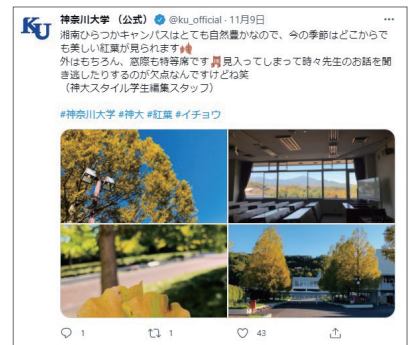 KU
神奈川大学 （公式） @ku_official · 11月9日
湘南ひらつかキャンパスはとても自然豊かなので、今の季節はどこからで
も美しい紅葉が見られます🍂
外はもちろん、窓際も特等席です見入ってしまって時々先生のお話を聞
き逃したりするのが欠点なんですけどね笑
（神大スタイル学生編集スタッフ）
#神奈川大学 #神大 #紅葉 #イチョウ
1 1 43